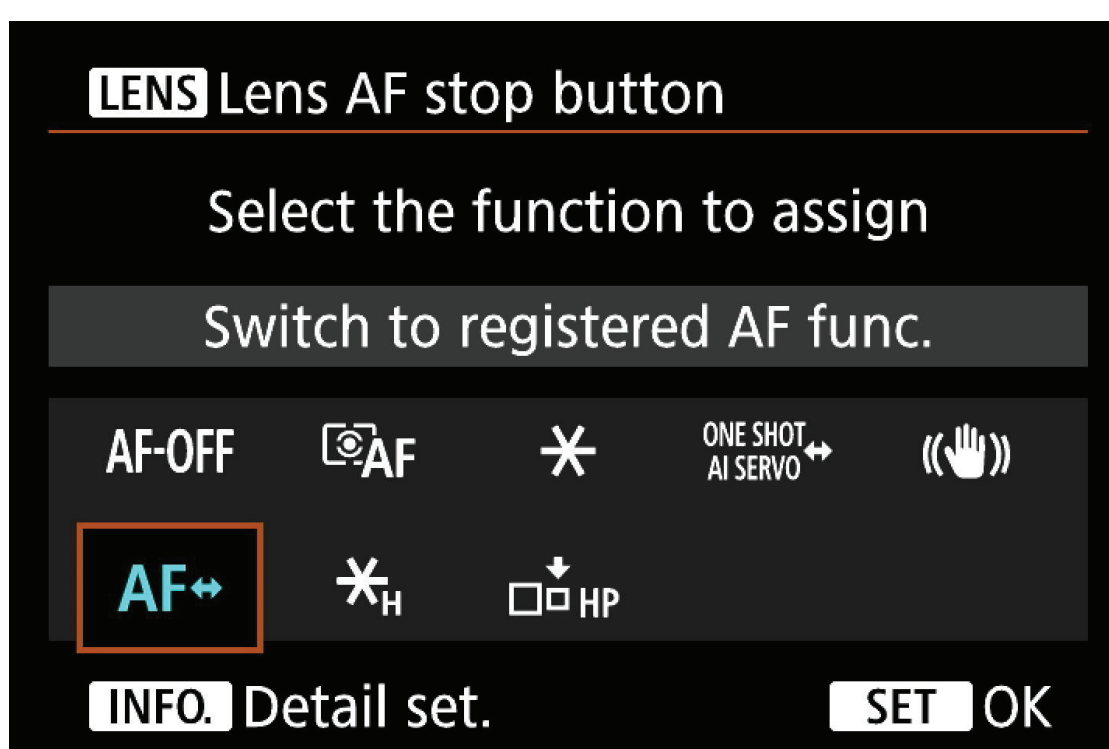 LENS Lens AF stop button
Select the function to assign
Switch to registered AF func.
AF-OFF AF ONE SHOT
AI SERVO
AF H HP
INFO. Detail set. SET OK